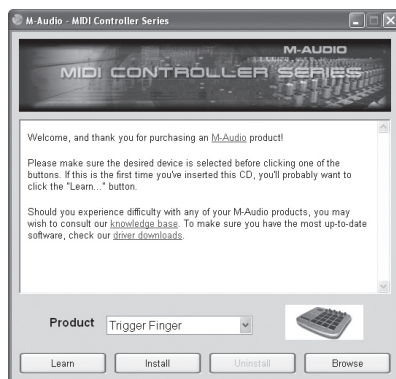 M-Audio - MIDI Controller Series
M-AUDIO
MIDI CONTROLLER SERIES
Welcome, and thank you for purchasing an M-Audio product!
Please make sure the desired device is selected before clicking one of the
buttons. If this is the first time you've inserted this CD, you'll probably want to
click the "Learn..." button.
Should you experience difficulty with any of your M-Audio products, you may
wish to consult our knowledge base. To make sure you have the most up-to-date
software, check our driver downloads.
Product Trigger Finger
Learn Install Uninstall Browse